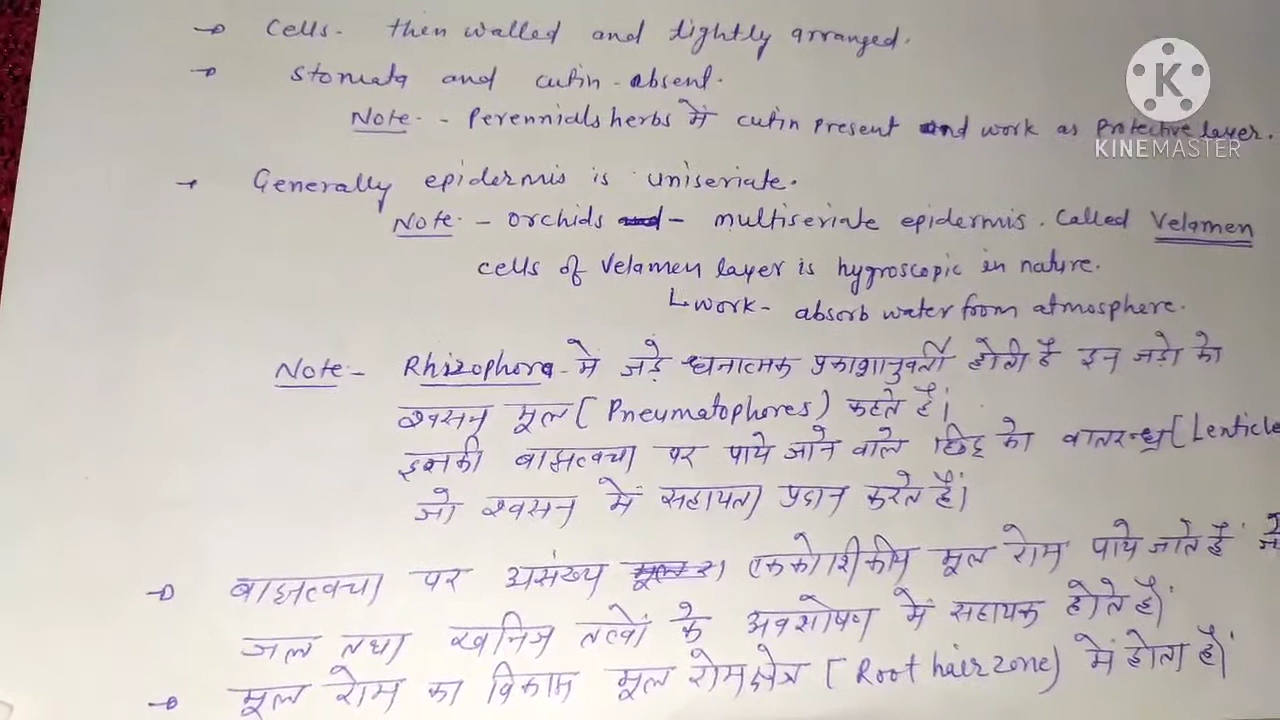 → Cells- then walled and tightly arranged.
→ Stomata and cutin - absent.
Note - - Perennials herbs में cutin present and work as protective layer.
KINEMASTER
→ Generally epidermis is uniseriate.
Note - - orchids and - multiseriate epidermis. Called Velamen
cells of Velamen layer is hygroscopic in nature.
↳ work - absorb water from atmosphere.
Note - Rhizophora - में जड़े धनात्मक प्रकाशानुवर्ती होती है इन जड़ो को
श्वसन मूल (Pneumatophores) कहते हैं।
इनकी बाह्यत्वचा पर पाये जाने वाले छिद्र को वातरन्ध्र (Lenticle
जो श्वसन में सहायता प्रदान करते हैं।
→ बाह्यत्वचा पर असंख्य एककोशिकीय मूल रोम पाये जाते हैं
जल तथा खनिज तत्वों के अवशोषण में सहायक होते है।
→ मूल रोम का विकास मूल रोमक्षेत्र (Root hair zone) में होता है।